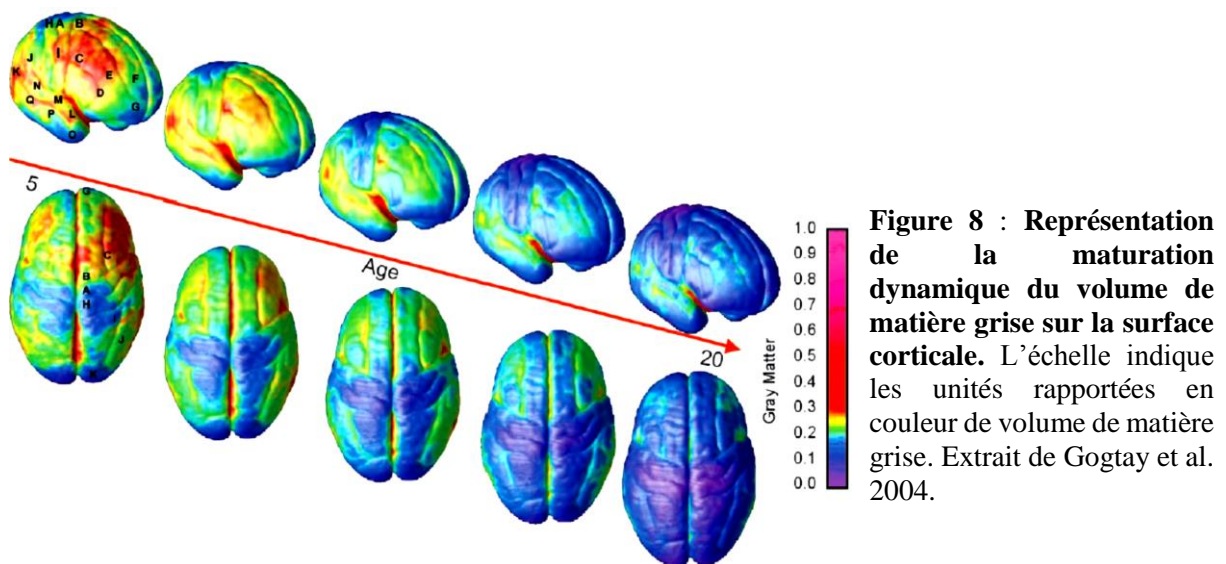 H A B
I
J
C
K
E
F
N
D
Q
M
G
P
L
O
5
Age
20
G
C
B
A
H
J
K
Gray Matter
1.0
0.9
0.8
0.7
0.6
0.5
0.4
0.3
0.2
0.1
0.0
Figure 8 : Représentation
de la maturation
dynamique du volume de
matière grise sur la surface
corticale. L’échelle indique
les unités rapportées en
couleur de volume de matière
grise. Extrait de Gogtay et al.
2004.